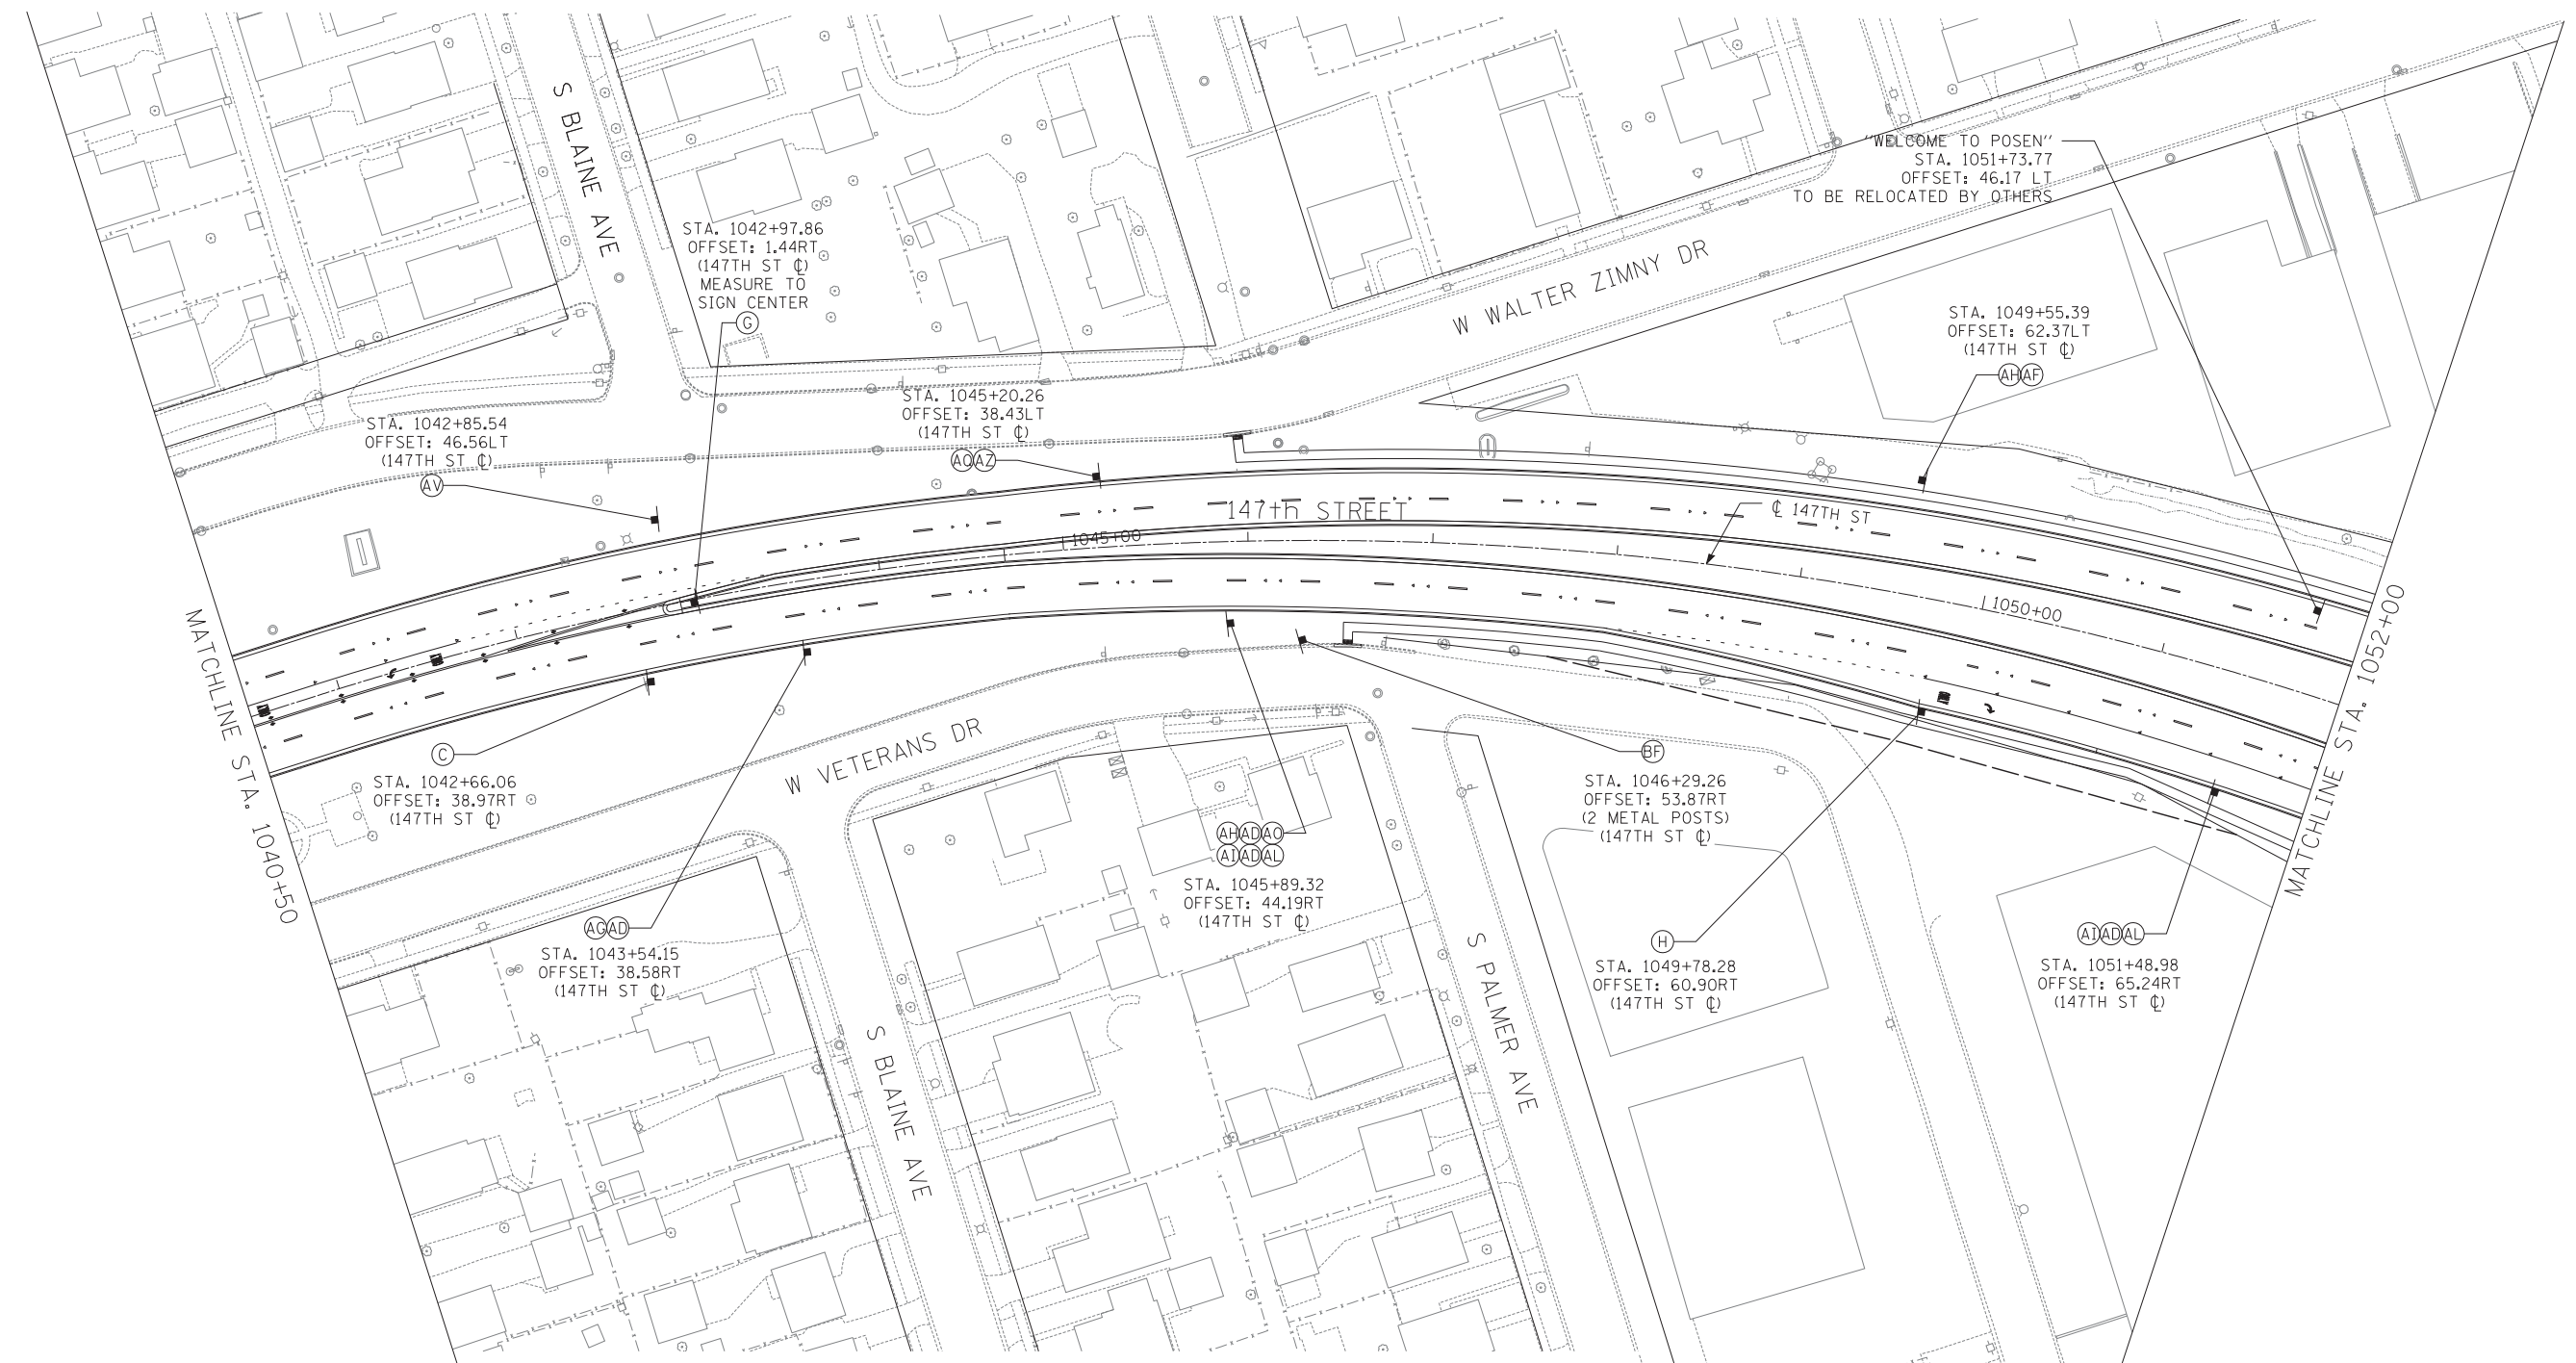 S BLAINE AVE
"WELCOME TO POSEN"
STA. 1051+73.77
OFFSET: 46.17 LT
TO BE RELOCATED BY OTHERS
STA. 1042+97.86
OFFSET: 1.44RT
(147TH ST ℄)
MEASURE TO
SIGN CENTER
G
W WALTER ZIMNY DR
STA. 1049+55.39
OFFSET: 62.37LT
(147TH ST ℄)
AH AF
STA. 1042+85.54
OFFSET: 46.56LT
(147TH ST ℄)
AV
STA. 1045+20.26
OFFSET: 38.43LT
(147TH ST ℄)
AQ AZ
147th STREET
℄ 147TH ST
1045+00
1050+00
MATCHLINE STA. 1040+50
MATCHLINE STA. 1052+00
C
STA. 1042+66.06
OFFSET: 38.97RT
(147TH ST ℄)
W VETERANS DR
BF
STA. 1046+29.26
OFFSET: 53.87RT
(2 METAL POSTS)
(147TH ST ℄)
AH AD AO
AI AD AL
STA. 1045+89.32
OFFSET: 44.19RT
(147TH ST ℄)
AG AD
STA. 1043+54.15
OFFSET: 38.58RT
(147TH ST ℄)
H
STA. 1049+78.28
OFFSET: 60.90RT
(147TH ST ℄)
AI AD AL
STA. 1051+48.98
OFFSET: 65.24RT
(147TH ST ℄)
S PALMER AVE
S BLAINE AVE